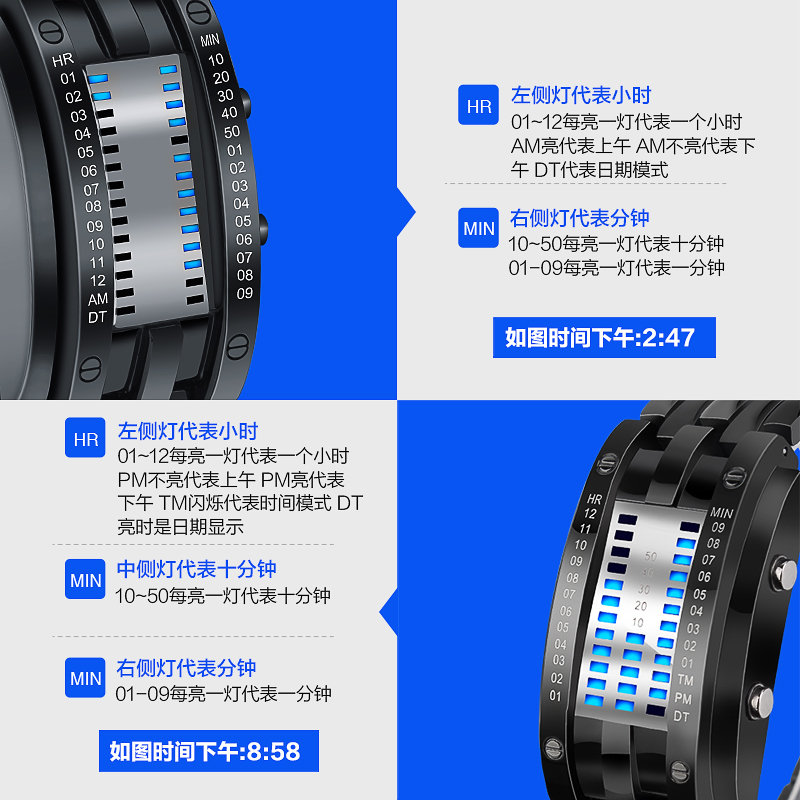 HR
01
02
03
04
05
06
07
08
09
10
11
12
AM
DT
MIN
10
20
30
40
50
01
02
03
04
05
06
07
08
09
HR
左侧灯代表小时
01~12每亮一灯代表一个小时
AM亮代表上午 AM不亮代表下
午 DT代表日期模式
MIN
右侧灯代表分钟
10~50每亮一灯代表十分钟
01-09每亮一灯代表一分钟
如图时间下午:2:47
HR
左侧灯代表小时
01~12每亮一灯代表一个小时
PM不亮代表上午 PM亮代表
下午 TM闪烁代表时间模式 DT
亮时是日期显示
MIN
中侧灯代表十分钟
10~50每亮一灯代表十分钟
MIN
右侧灯代表分钟
01-09每亮一灯代表一分钟
如图时间下午:8:58
HR
12
11
10
09
08
07
06
05
04
03
02
01
50
30
20
10
MIN
09
08
07
06
05
04
03
02
01
TM
PM
DT